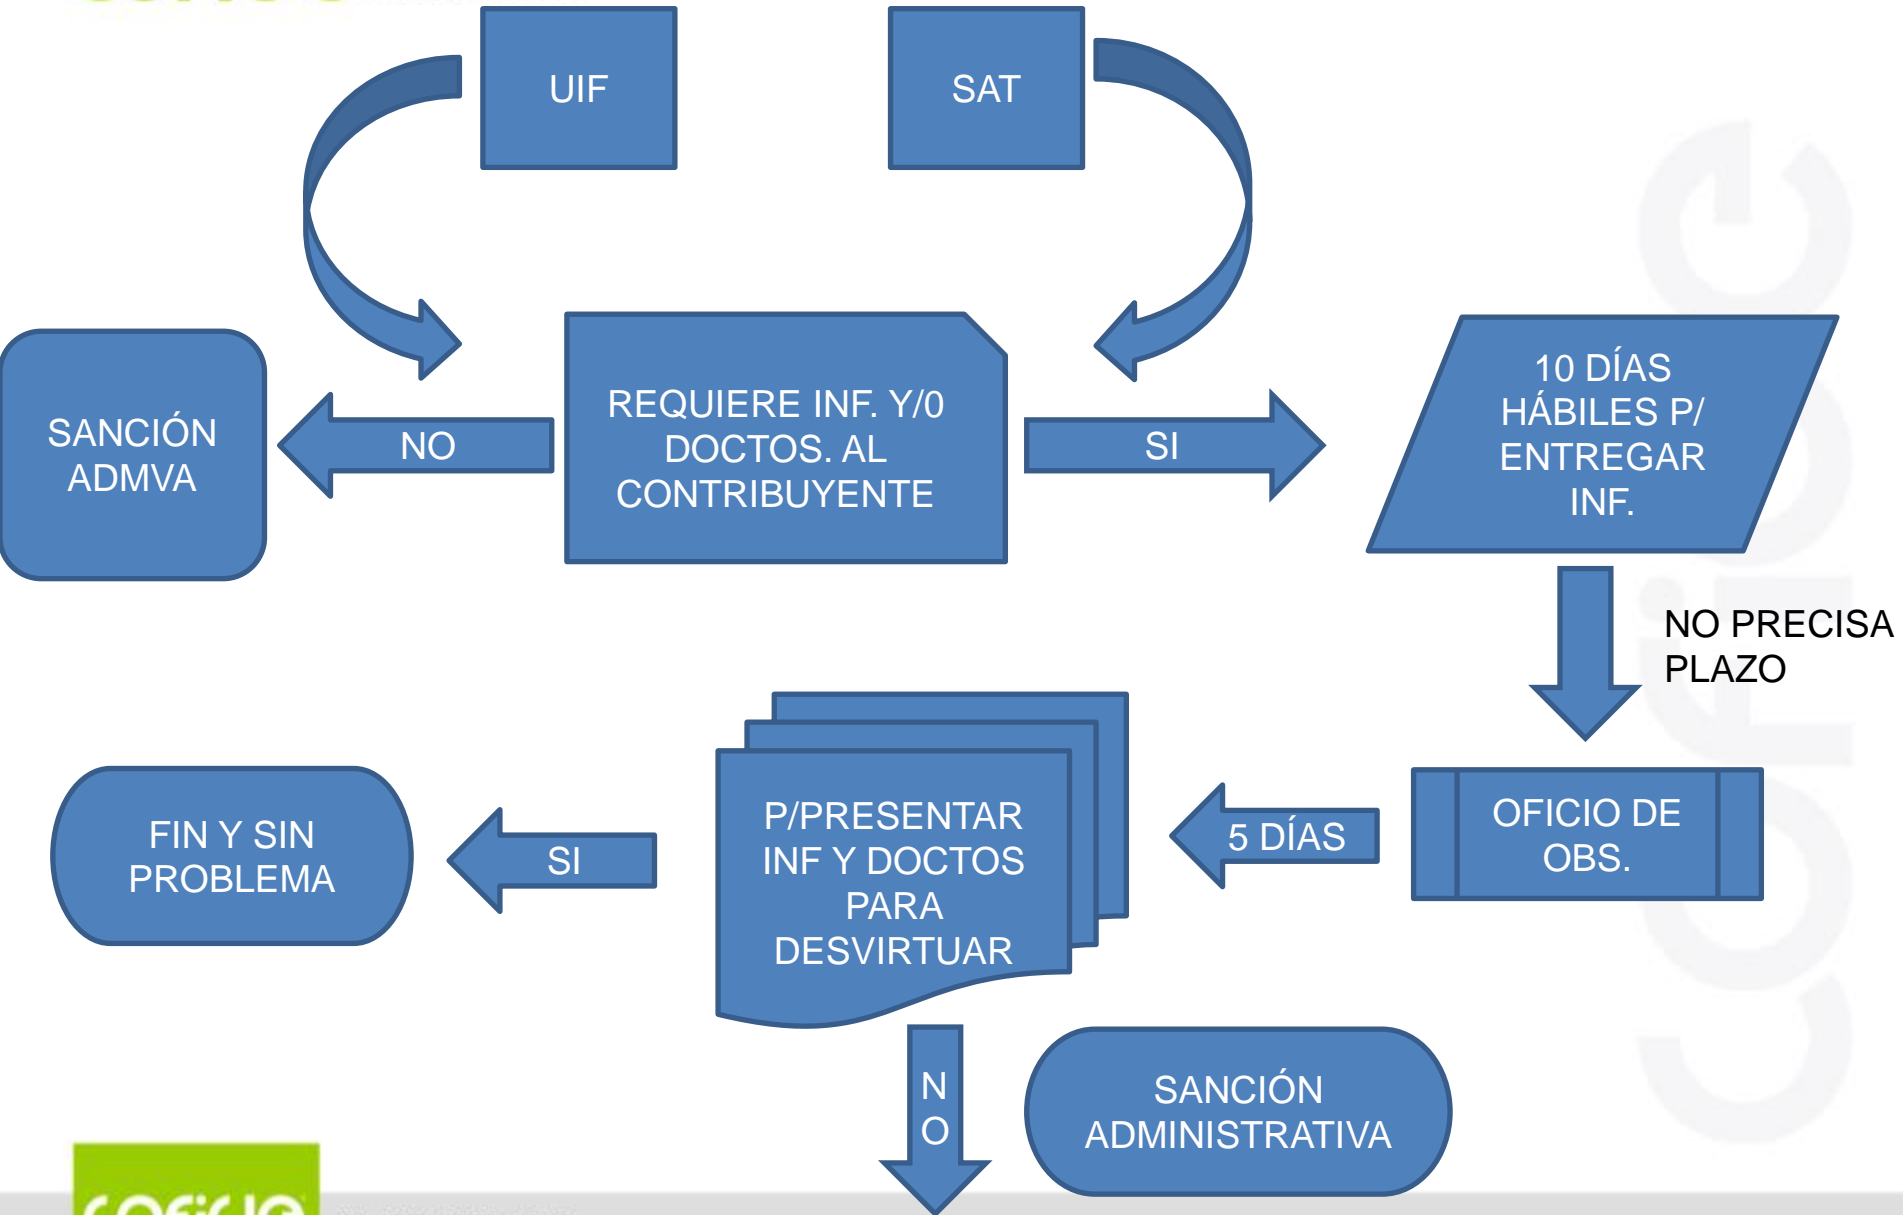 UIF
SAT
SANCIÓN
ADMVA
NO
REQUIERE INF. Y/0
DOCTOS. AL
CONTRIBUYENTE
SI
10 DÍAS
HÁBILES P/
ENTREGAR
INF.
NO PRECISA
PLAZO
OFICIO DE
OBS.
5 DÍAS
P/PRESENTAR
INF Y DOCTOS
PARA
DESVIRTUAR
SI
FIN Y SIN
PROBLEMA
N
O
SANCIÓN
ADMINISTRATIVA
cofide